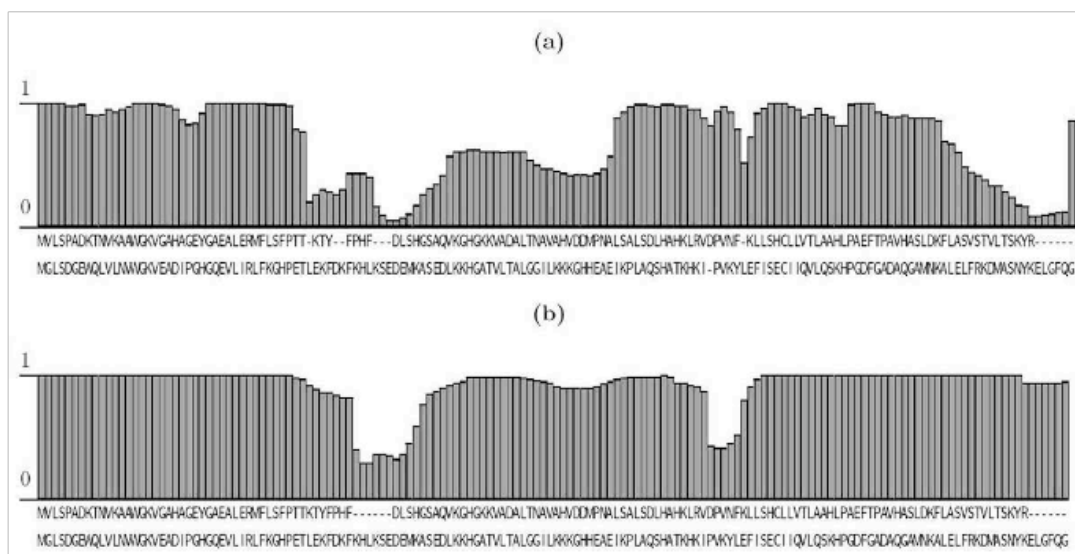 (a)
1
0
MVLSPADKTNVKAAWGKVGAHAGEYGAEALERMFLSFPTT-KTY--FPHF---DLSHGSAQVKGHGKKVADALTNAVAHVDDMPNALSALSDLHAHKLRVDPVNF-KLLSHCLLVTLAAHLPAEFTPAVHASLDKFLASVSTVLTSKYR------
MGLSDGEWQLVLNVWGKVEADIPGHGQEVLIRLFKGHPETLEKFDKFKHLKSEDEMKASEDLKKHGATVLTALGGILKKKGHHEAEIKPLAQSHATKHKI-PVKYLEFISECIIQVLQSKHPGDFGADAQGAMNKALELFRKDMASNYKELGFQG
(b)
1
0
MVLSPADKTNVKAAWGKVGAHAGEYGAEALERMFLSFPTTKTYFPHF------DLSHGSAQVKGHGKKVADALTNAVAHVDDMPNALSALSDLHAHKLRVDPVNFKLLSHCLLVTLAAHLPAEFTPAVHASLDKFLASVSTVLTSKYR------
MGLSDGEWQLVLNVWGKVEADIPGHGQEVLIRLFKGHPETLEKFDKFKHLKSEDEMKASEDLKKHGATVLTALGGILKKKGHHEAEIKPLAQSHATKHKIPVKYLEFISECIIQVLQSKHPGDFGADAQGAMNKALELFRKDMASNYKELGFQG